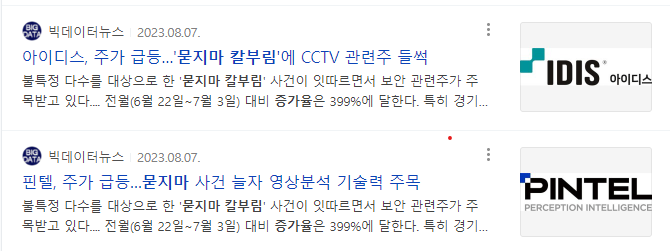 BIG DATA 빅데이터뉴스 2023.08.07.
아이디스, 주가 급등...'묻지마 칼부림'에 CCTV 관련주 들썩
불특정 다수를 대상으로 한 '묻지마 칼부림' 사건이 잇따르면서 보안 관련주가 주
목받고 있다.... 전월(6월 22일~7월 3일) 대비 증가율은 399%에 달한다. 특히 경기...
IDIS 아이디스
BIG DATA 빅데이터뉴스 2023.08.07.
핀텔, 주가 급등...묻지마 사건 늘자 영상분석 기술력 주목
불특정 다수를 대상으로 한 '묻지마 칼부림' 사건이 잇따르면서 보안 관련주가 주
목받고 있다.... 전월(6월 22일~7월 3일) 대비 증가율은 399%에 달한다. 특히 경기...
PINTEL
PERCEPTION INTELLIGENCE